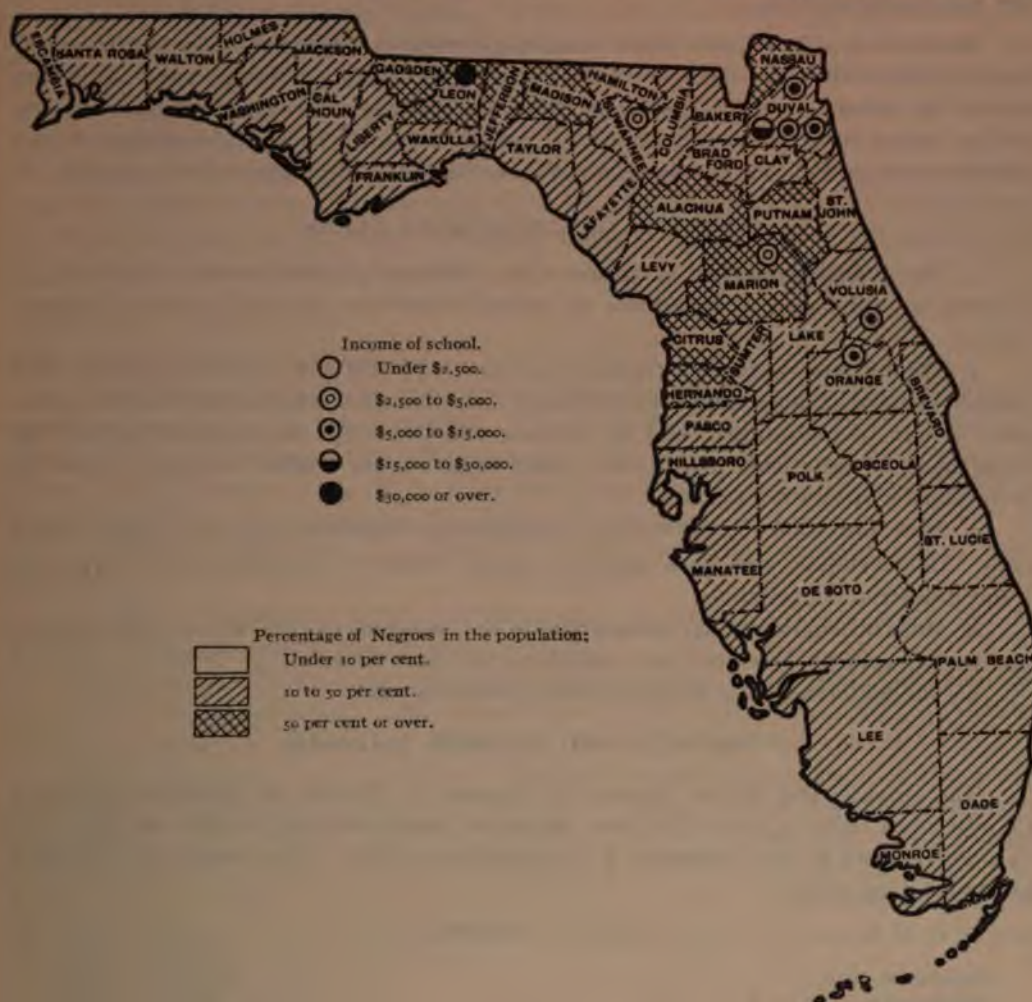 ESCAMBIA
SANTA ROSA
WALTON
HOLMES
JACKSON
WASHINGTON
CAL
HOUN
GADSDEN
LEON
LIBERTY
WAKULLA
FRANKLIN
JEFFERSON
MADISON
TAYLOR
HAMILTON
SUWANNEE
LAFAYETTE
COLUMBIA
BAKER
BRAD
FORD
NASSAU
DUVAL
CLAY
ST.
JOHN
ALACHUA
PUTNAM
LEVY
MARION
VOLUSIA
CITRUS
SUMTER
LAKE
ORANGE
HERNANDO
BREVARD
PASCO
HILLSBORO
POLK
OSCEOLA
ST. LUCIE
MANATEE
DE SOTO
PALM BEACH
LEE
DADE
MONROE
Income of school.
Under $2,500.
$2,500 to $5,000.
$5,000 to $15,000.
$15,000 to $30,000.
$30,000 or over.
Percentage of Negroes in the population:
Under 10 per cent.
10 to 50 per cent.
50 per cent or over.